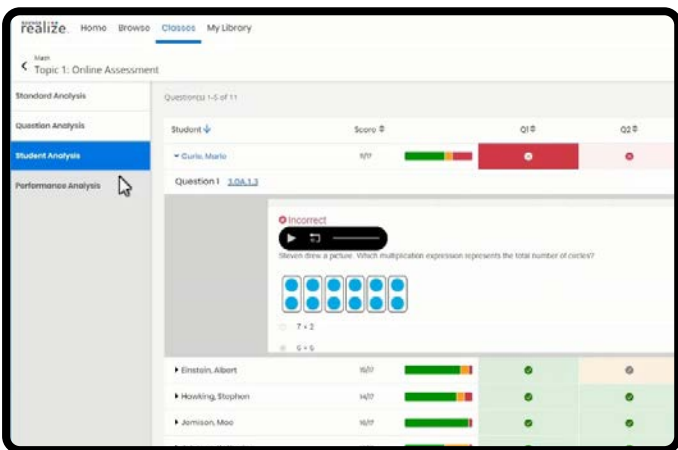 realize. Home Browse Classes My Library
Math
Topic 1: Online Assessment
Standard Analysis
Question Analysis
Student Analysis
Performance Analysis
Question(s) 1-5 of 11
Student Score Q1 Q2
Curie, Marie 11/17
Question 1 3.OA.1.3
Incorrect
Steven drew a picture. Which multiplication expression represents the total number of circles?
7 × 2
6 + 6
Einstein, Albert 15/17
Hawking, Stephen 14/17
Jemison, Mae 16/17